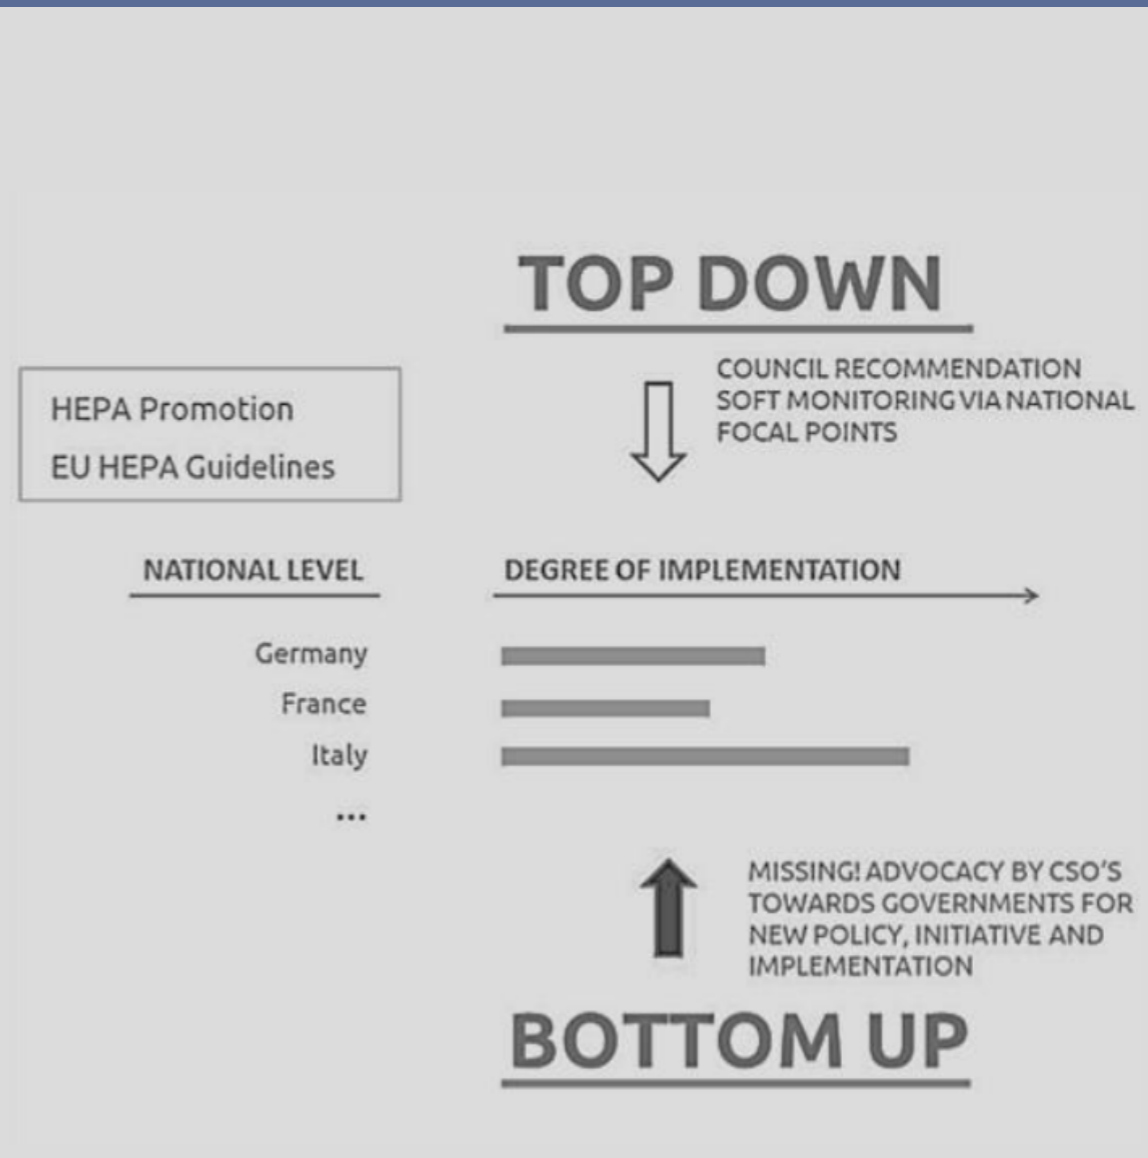 TOP DOWN
COUNCIL RECOMMENDATION
SOFT MONITORING VIA NATIONAL
FOCAL POINTS
HEPA Promotion
EU HEPA Guidelines
NATIONAL LEVEL
DEGREE OF IMPLEMENTATION
Germany
France
Italy
...
MISSING! ADVOCACY BY CSO'S
TOWARDS GOVERNMENTS FOR
NEW POLICY, INITIATIVE AND
IMPLEMENTATION
BOTTOM UP